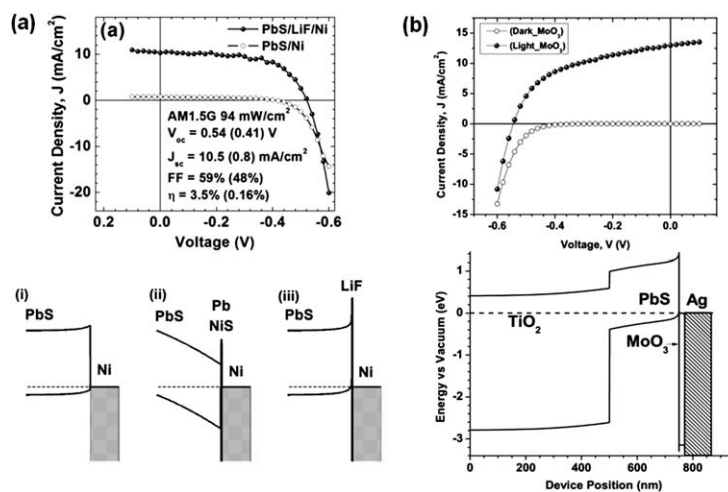 (a)
(a)
PbS/LiF/Ni
PbS/Ni
Current Density, J (mA/cm²)
20
10
0
-10
-20
AM1.5G 94 mW/cm²
V_oc = 0.54 (0.41) V
J_sc = 10.5 (0.8) mA/cm²
FF = 59% (48%)
η = 3.5% (0.16%)
0.2 0.0 -0.2 -0.4 -0.6
Voltage (V)
(i) (ii) (iii)
PbS
Ni
PbS
Pb
NiS
Ni
LiF
PbS
Ni
(b)
(Dark_MoO₃)
(Light_MoO₃)
Current Density, J (mA/cm²)
15
10
5
0
-5
-10
15
-0.6 -0.4 -0.2 0.0
Voltage, V (V)
Energy vs Vacuum (eV)
1
0
-1
-2
-3
TiO₂
PbS
Ag
MoO₃
0 200 400 600 800
Device Position (nm)